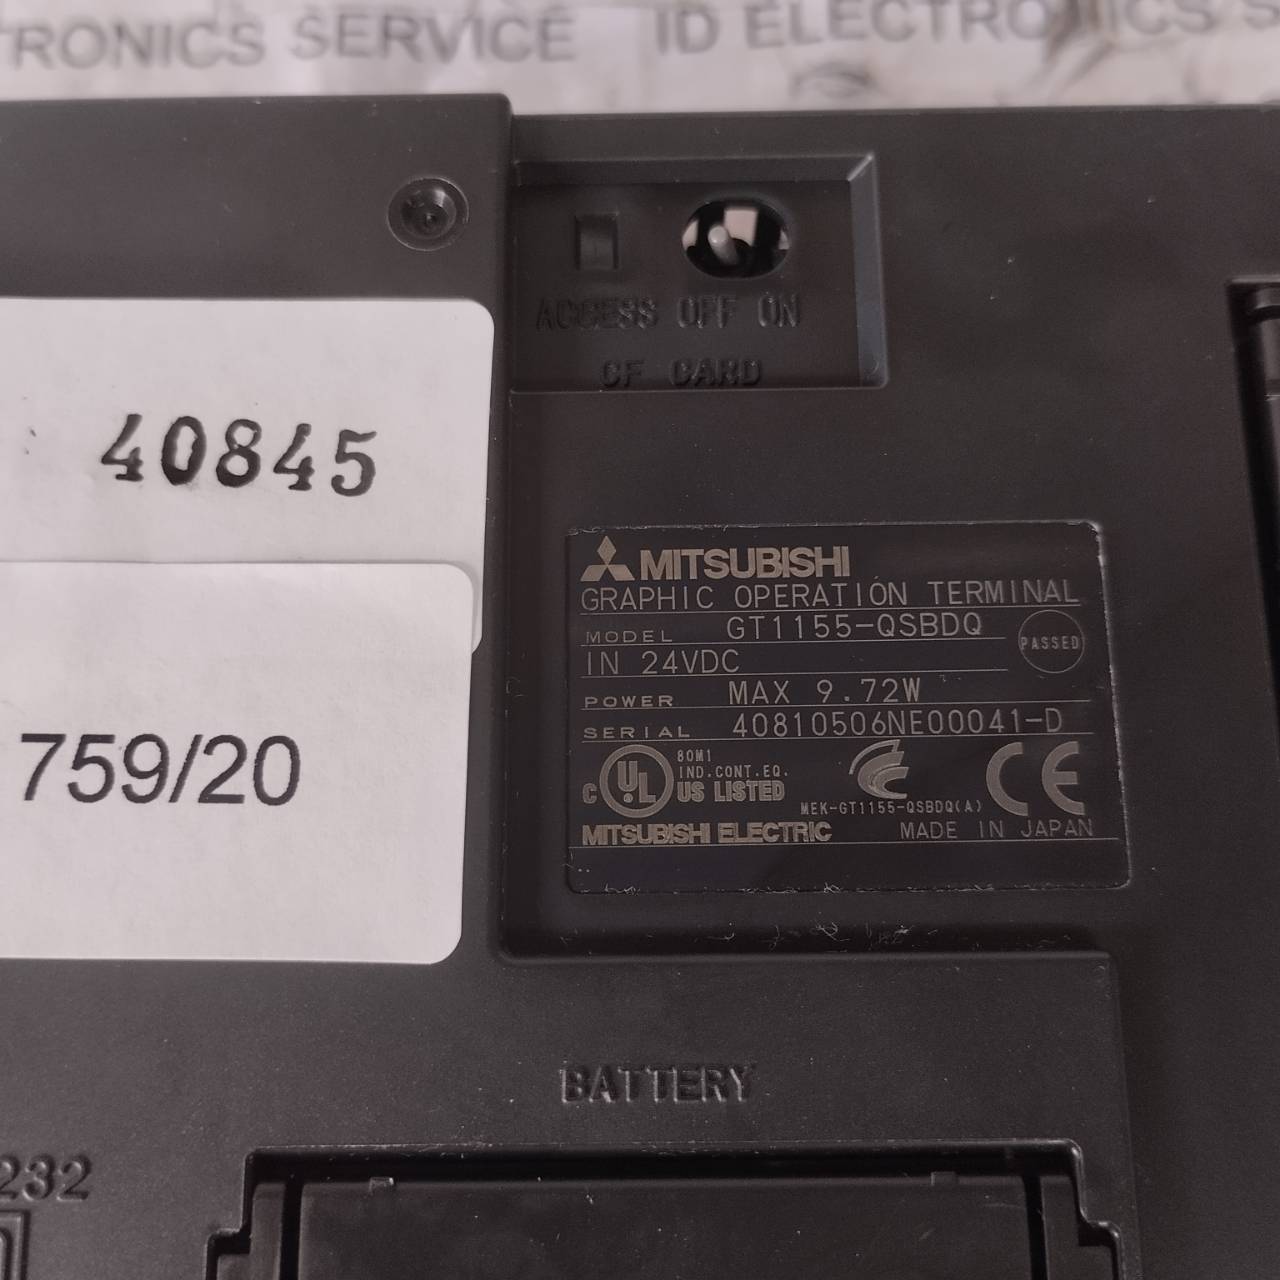 TRONICS SERVICE ID ELECTRONICS S
ACCESS OFF ON
CF CARD
40845
759/20
MITSUBISHI
GRAPHIC OPERATION TERMINAL
MODEL GT1155-QSBDQ
PASSED
IN 24VDC
POWER MAX 9.72W
SERIAL 40810506NE00041-D
80M1
IND.CONT.EQ.
C UL US LISTED
MEK-GT1155-QSBDQ(A)
CE
MITSUBISHI ELECTRIC MADE IN JAPAN
BATTERY
232